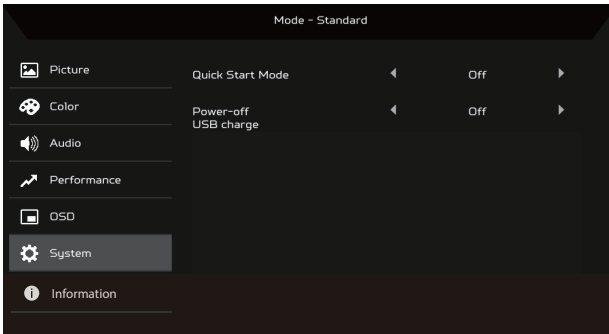 Mode - Standard
Picture
Color
Audio
Performance
OSD
System
Information
Quick Start Mode Off
Power-off Off
USB charge